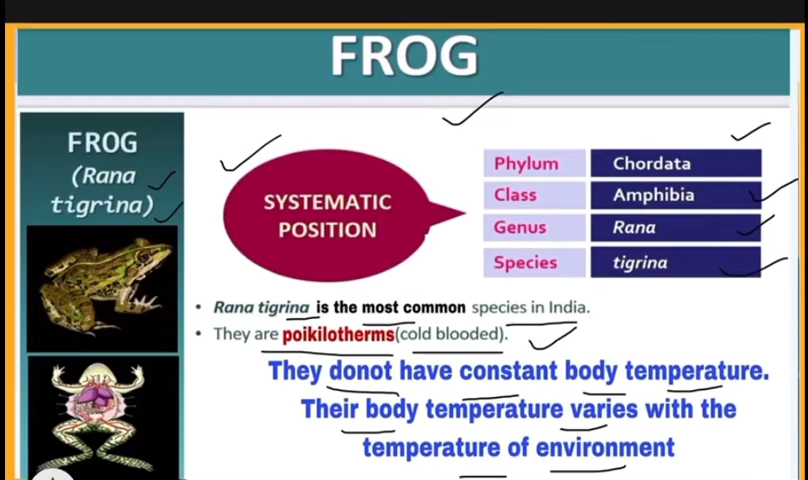 FROG
FROG
(Rana
tigrina)
SYSTEMATIC
POSITION
Phylum Chordata
Class Amphibia
Genus Rana
Species tigrina
• Rana tigrina is the most common species in India.
• They are poikilotherms(cold blooded).
They donot have constant body temperature.
Their body temperature varies with the
temperature of environment